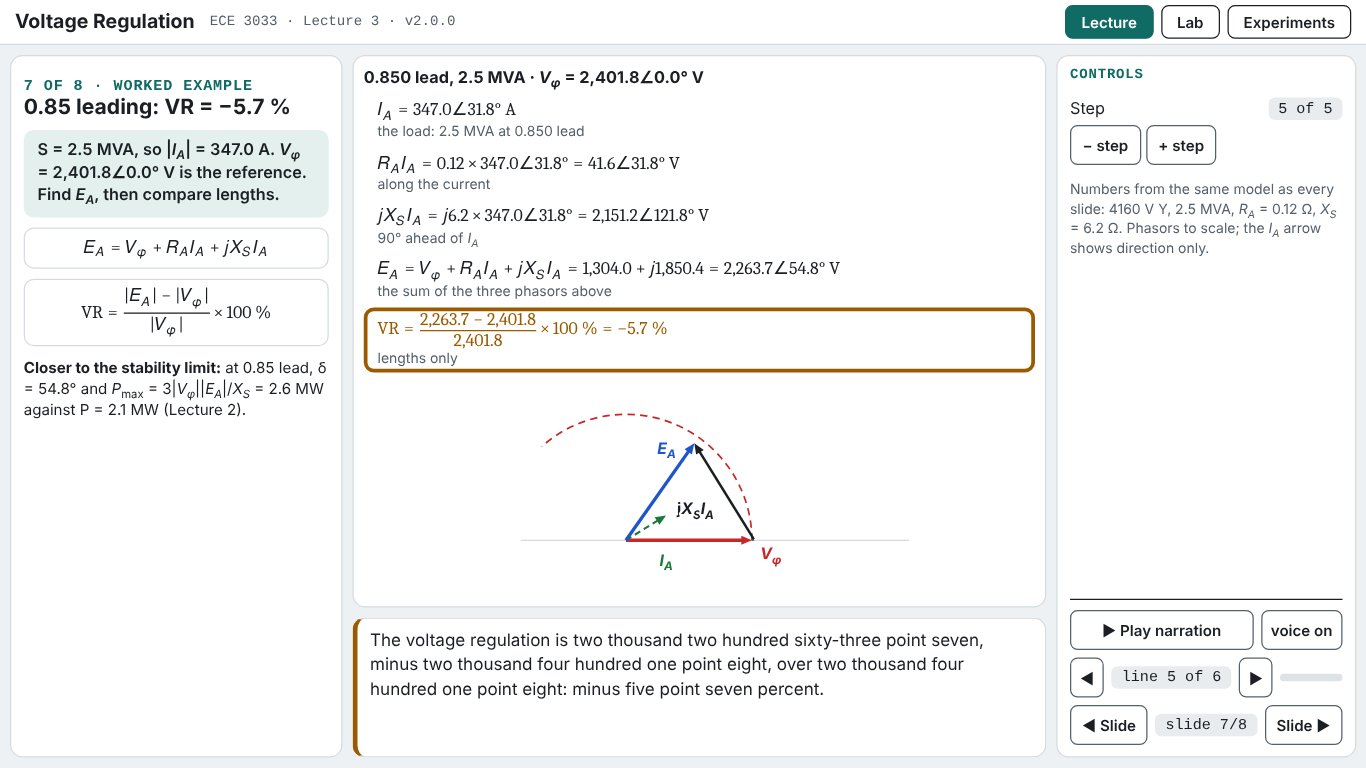 Voltage Regulation ECE 3033 · Lecture 3 · v2.0.0
Lecture Lab Experiments
7 OF 8 · WORKED EXAMPLE
0.85 leading: VR = −5.7 %
S = 2.5 MVA, so |I_A| = 347.0 A. V_φ
= 2,401.8∠0.0° V is the reference.
Find E_A, then compare lengths.
E_A = V_φ + R_A I_A + jX_S I_A
VR = (|E_A| − |V_φ|) / |V_φ| × 100 %
Closer to the stability limit: at 0.85 lead, δ
= 54.8° and P_max = 3|V_φ||E_A|/X_S = 2.6 MW
against P = 2.1 MW (Lecture 2).
0.850 lead, 2.5 MVA · V_φ = 2,401.8∠0.0° V
I_A = 347.0∠31.8° A
the load: 2.5 MVA at 0.850 lead
R_A I_A = 0.12 × 347.0∠31.8° = 41.6∠31.8° V
along the current
jX_S I_A = j6.2 × 347.0∠31.8° = 2,151.2∠121.8° V
90° ahead of I_A
E_A = V_φ + R_A I_A + jX_S I_A = 1,304.0 + j1,850.4 = 2,263.7∠54.8° V
the sum of the three phasors above
VR = (2,263.7 − 2,401.8) / 2,401.8 × 100 % = −5.7 %
lengths only
E_A
jX_S I_A
I_A
V_φ
The voltage regulation is two thousand two hundred sixty-three point seven,
minus two thousand four hundred one point eight, over two thousand four
hundred one point eight: minus five point seven percent.
CONTROLS
Step 5 of 5
− step + step
Numbers from the same model as every
slide: 4160 V Y, 2.5 MVA, R_A = 0.12 Ω, X_S
= 6.2 Ω. Phasors to scale; the I_A arrow
shows direction only.
▶ Play narration voice on
◀ line 5 of 6 ▶
◀ Slide slide 7/8 Slide ▶